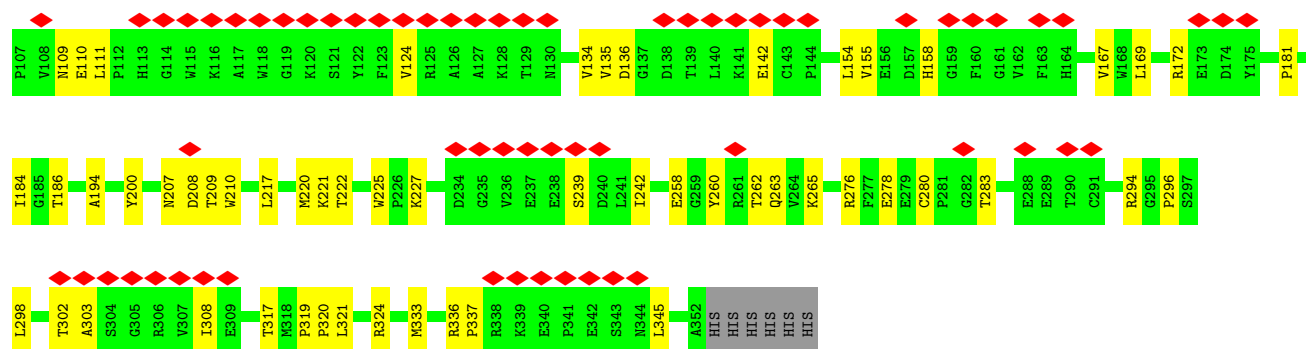 P107 V108 N109 E110 L111 P112 H113 G114 W115 K116 A117 W118 G119 K120 S121 Y122 F123 V124 R125 A126 A127 K128 T129 N130 V134 V135 D136 G137 D138 T139 L140 K141 E142 C143 P144 L154 V155 E156 D157 H158 G159 F160 G161 V162 F163 H164 V167 W168 L169 R172 E173 D174 Y175 P181
I184 G185 T186 A194 Y200 N207 D208 T209 W210 L217 M220 K221 T222 W225 P226 K227 D234 G235 V236 E237 E238 S239 D240 L241 I242 E258 G259 Y260 R261 T262 Q263 V264 K265 R276 F277 E278 E279 C280 P281 G282 T283 E288 E289 T290 C291 R294 G295 P296 S297
L298 T302 A303 S304 G305 R306 V307 I308 E309 T317 M318 P319 P320 L321 R324 M333 R336 P337 R338 K339 E340 P341 E342 S343 N344 L345 A352 HIS HIS HIS HIS HIS HIS